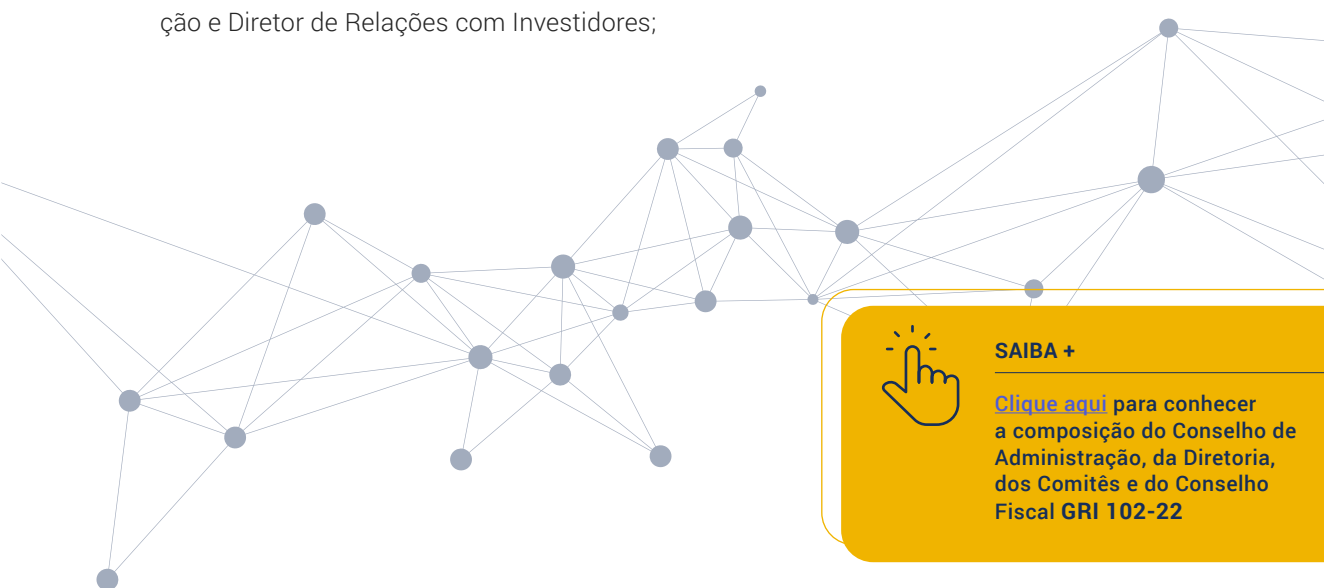 ção e Diretor de Relações com Investidores;
SAIBA +
Clique aqui para conhecer
a composição do Conselho de
Administração, da Diretoria,
dos Comitês e do Conselho
Fiscal GRI 102-22